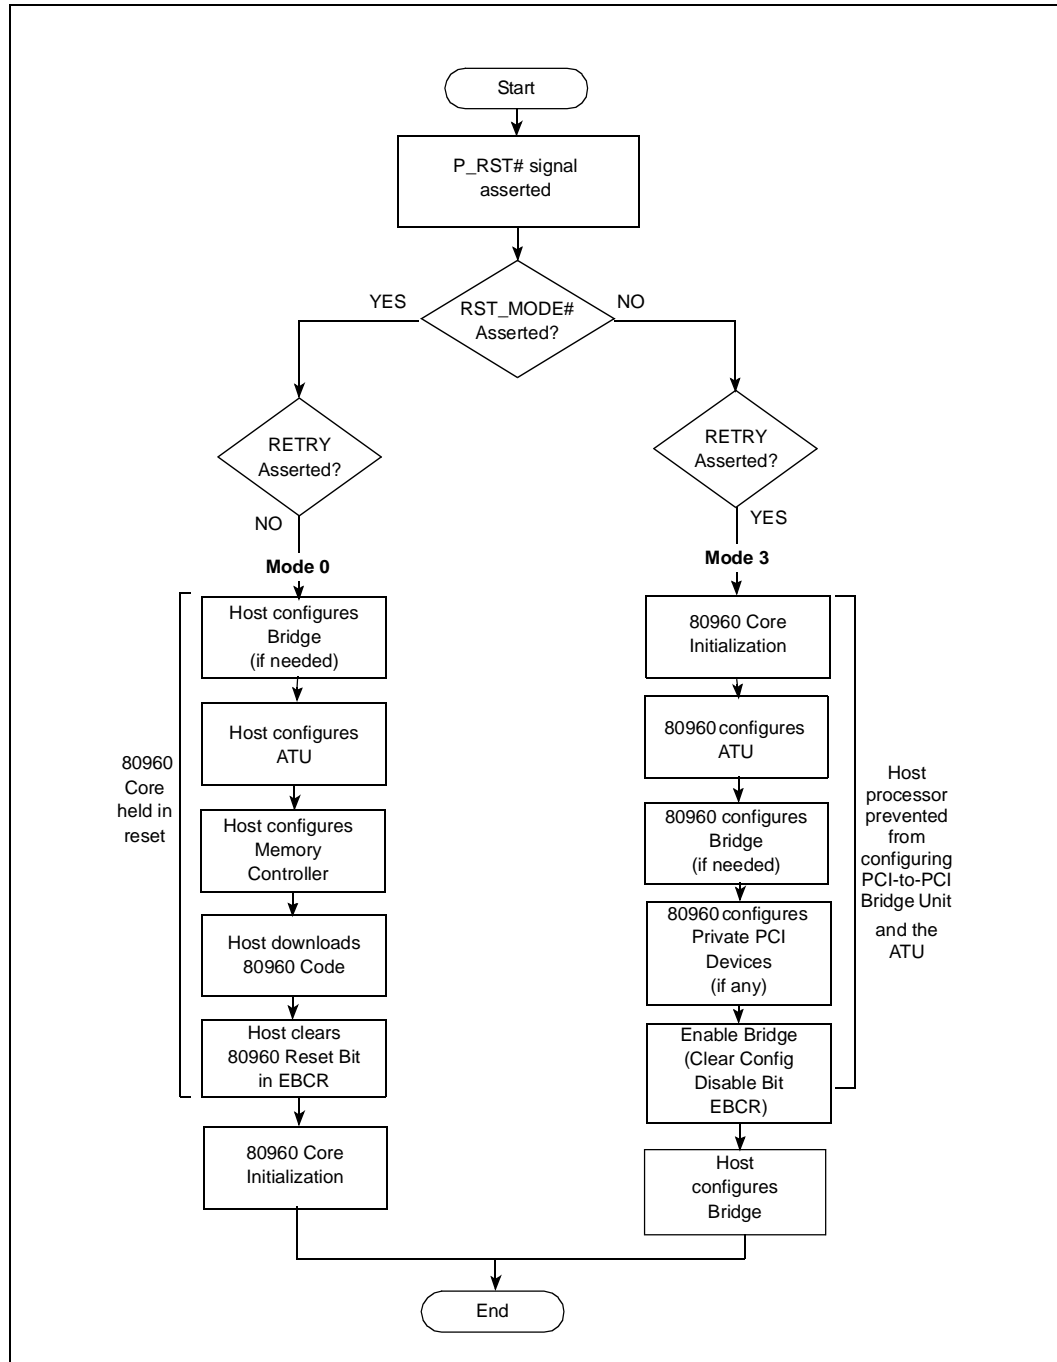 Start
P_RST# signal
asserted
YES
RST_MODE#
Asserted?
NO
RETRY
Asserted?
NO
Mode 0
Host configures
Bridge
(if needed)
Host configures
ATU
Host configures
Memory
Controller
Host downloads
80960 Code
Host clears
80960 Reset Bit
in EBCR
80960 Core
Initialization
80960
Core
held in
reset
RETRY
Asserted?
YES
Mode 3
80960 Core
Initialization
80960 configures
ATU
80960 configures
Bridge
(if needed)
80960 configures
Private PCI
Devices
(if any)
Enable Bridge
(Clear Config
Disable Bit
EBCR)
Host
configures
Bridge
Host
processor
prevented
from
configuring
PCI-to-PCI
Bridge Unit
and the
ATU
End